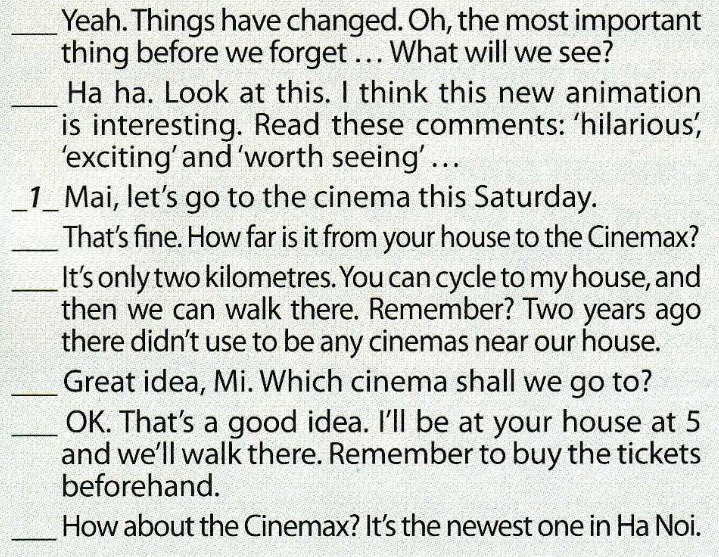 ___ Yeah. Things have changed. Oh, the most important
thing before we forget ... What will we see?
___ Ha ha. Look at this. I think this new animation
is interesting. Read these comments: 'hilarious',
'exciting' and 'worth seeing' ...
_1_ Mai, let's go to the cinema this Saturday.
___ That's fine. How far is it from your house to the Cinemax?
___ It's only two kilometres. You can cycle to my house, and
then we can walk there. Remember? Two years ago
there didn't use to be any cinemas near our house.
___ Great idea, Mi. Which cinema shall we go to?
___ OK. That's a good idea. I'll be at your house at 5
and we'll walk there. Remember to buy the tickets
beforehand.
___ How about the Cinemax? It's the newest one in Ha Noi.